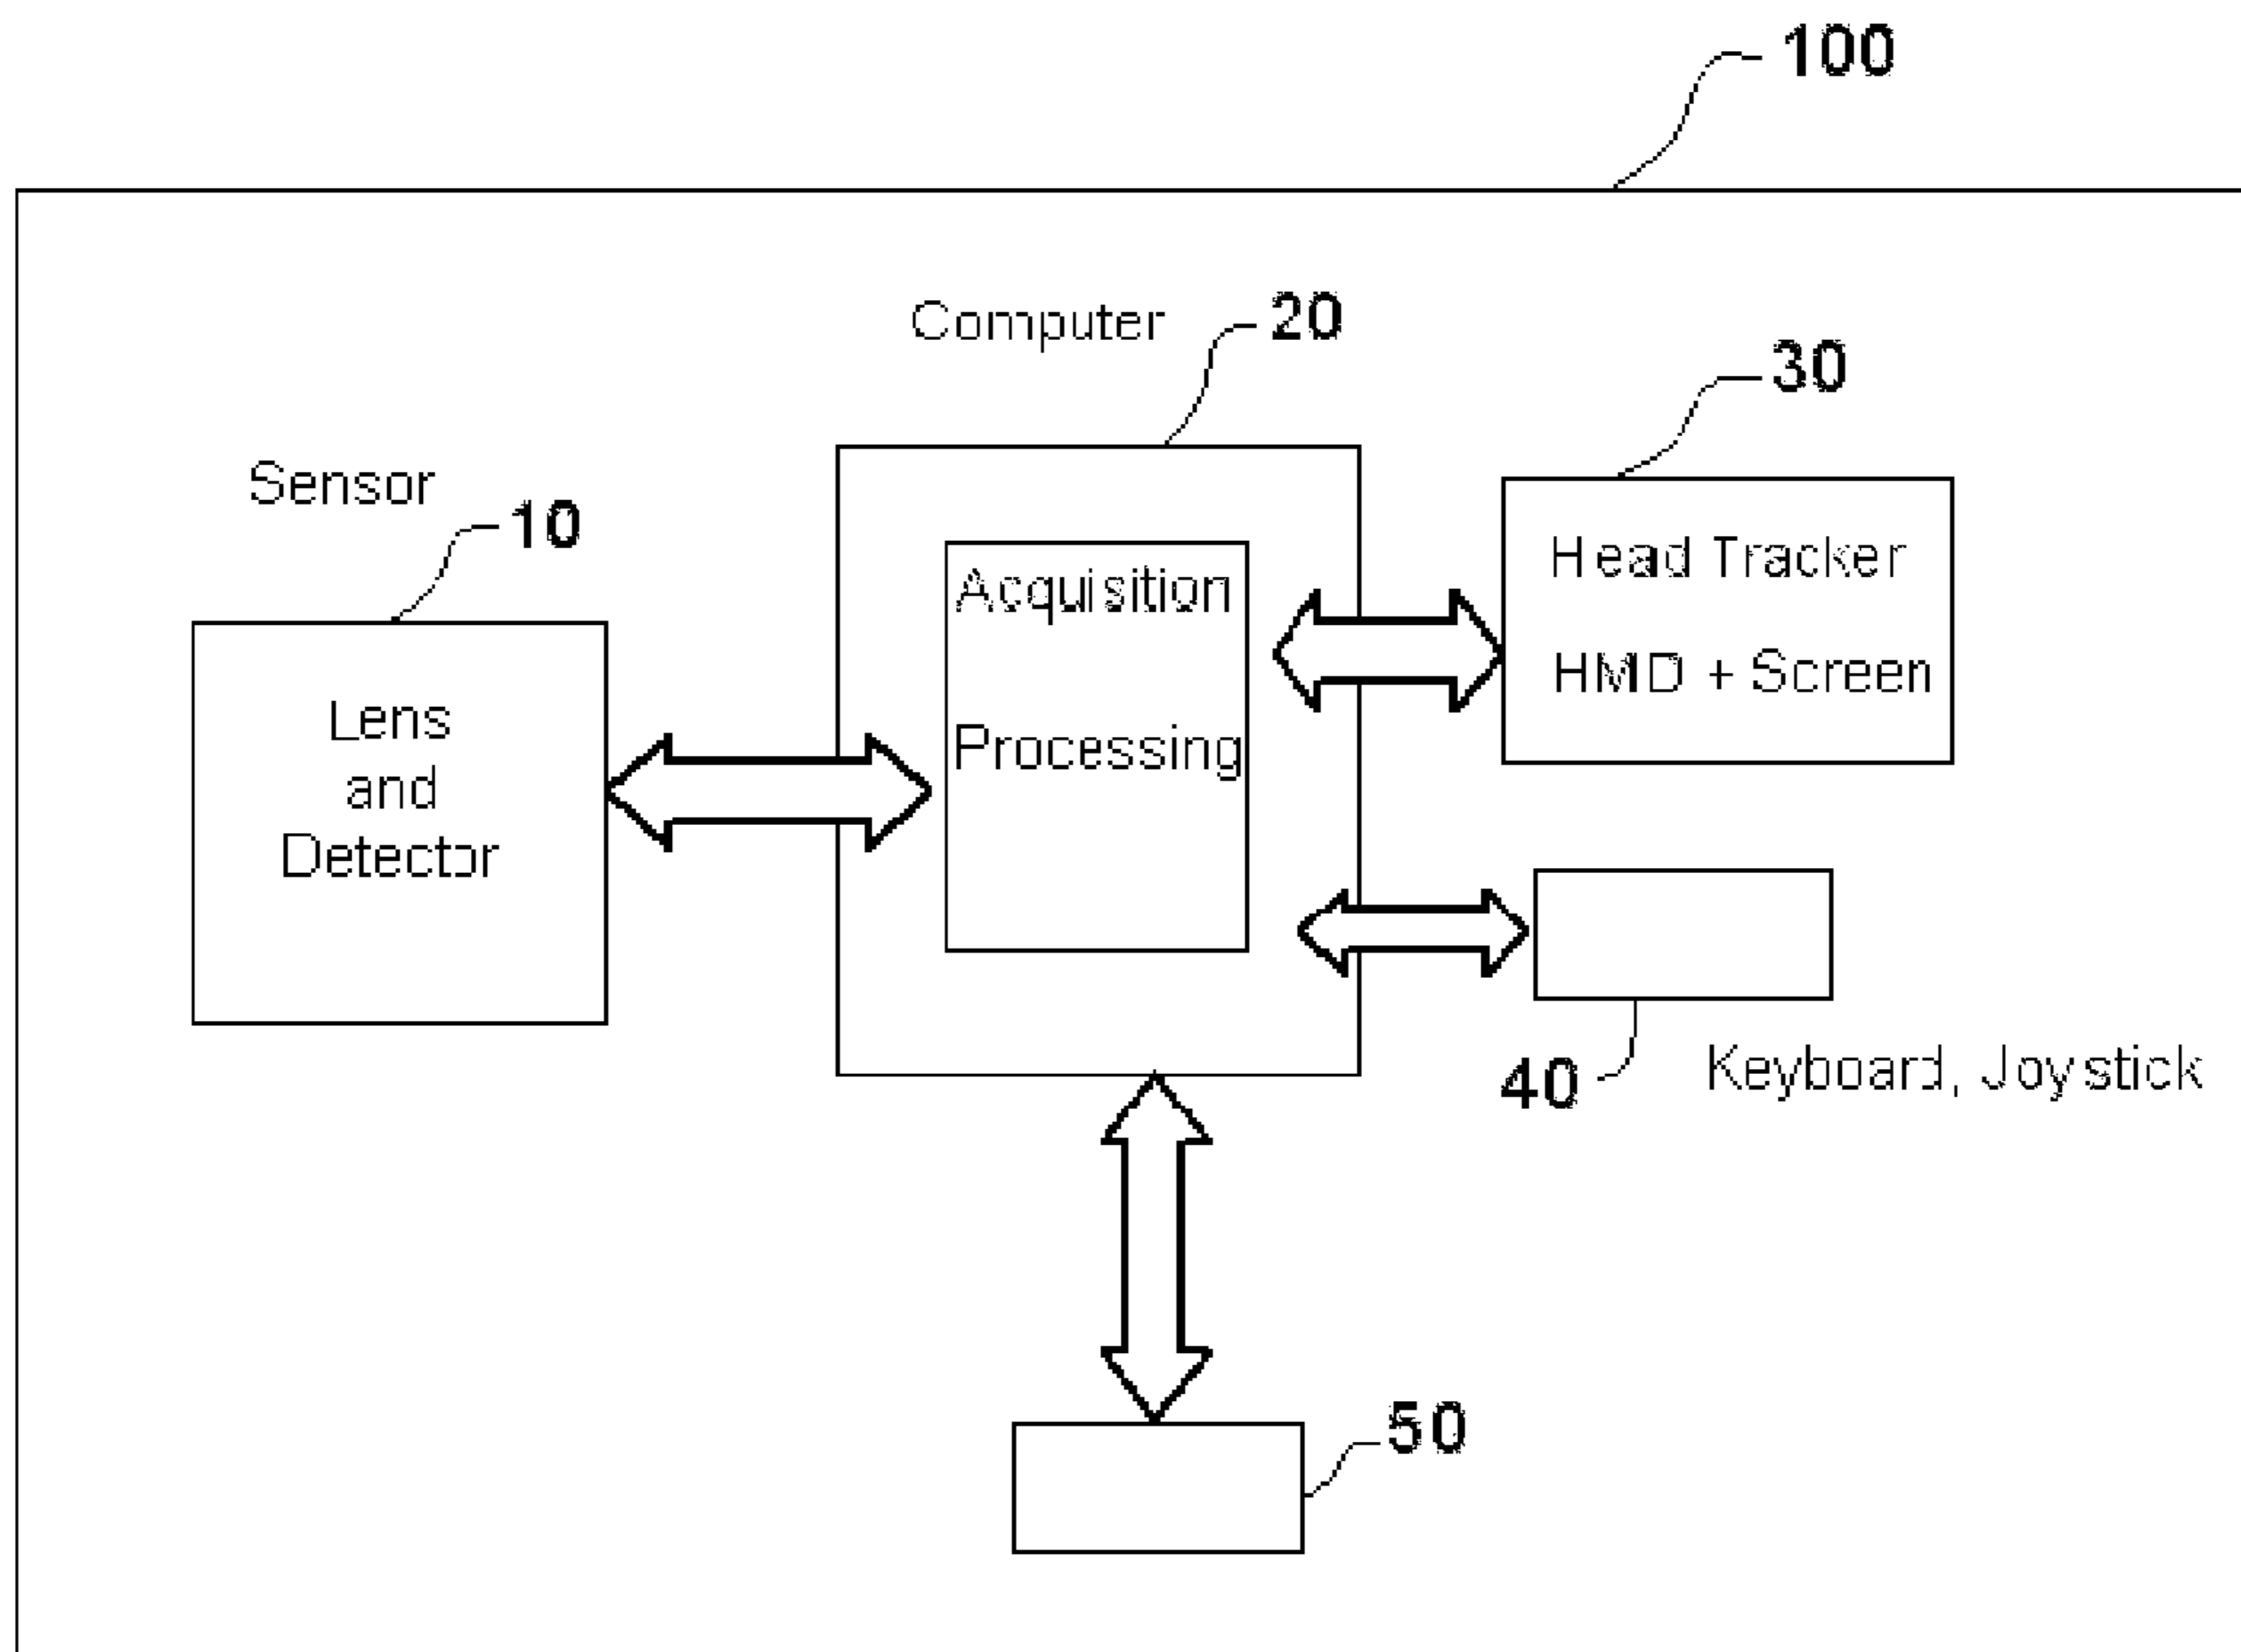 100
Computer
20
30
Sensor
10
Head Tracker
HMD + Screen
Acquisition
Processing
Lens
and
Detector
40
Keyboard, Joystick
50